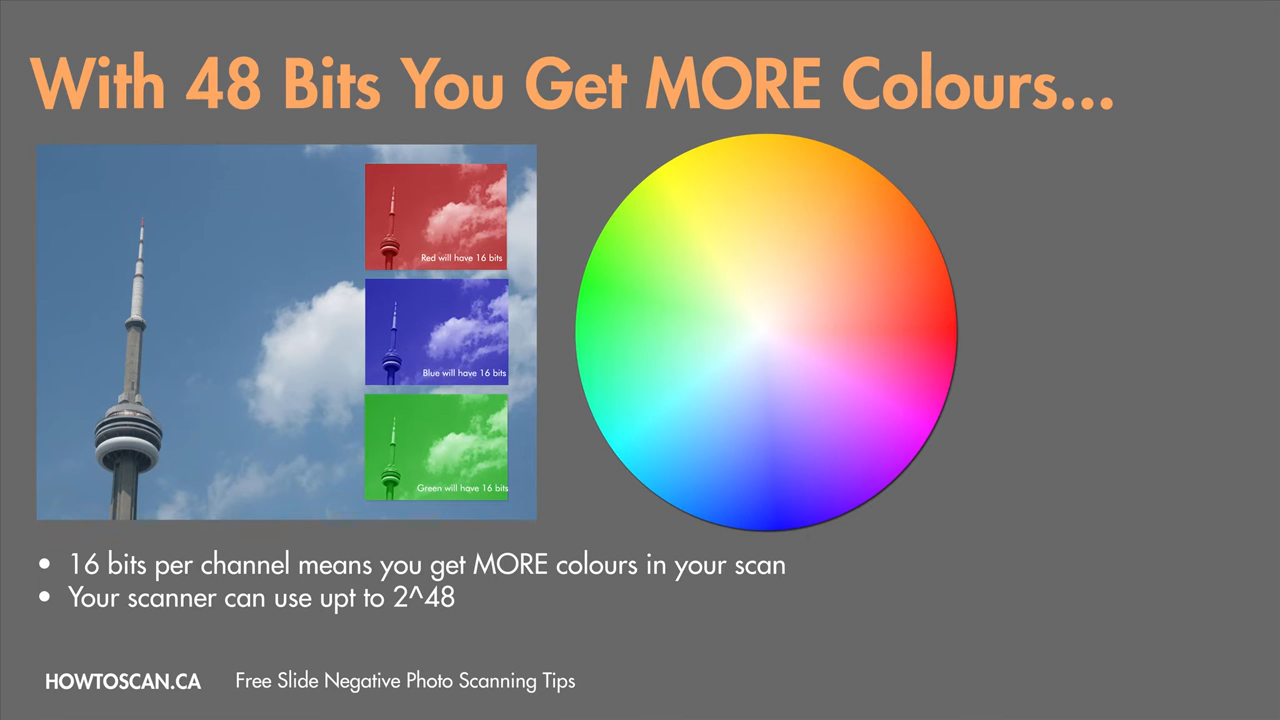 With 48 Bits You Get MORE Colours...
Red will have 16 bits
Blue will have 16 bits
Green will have 16 bits
• 16 bits per channel means you get MORE colours in your scan
• Your scanner can use upt to 2^48
HOWTOSCAN.CA Free Slide Negative Photo Scanning Tips